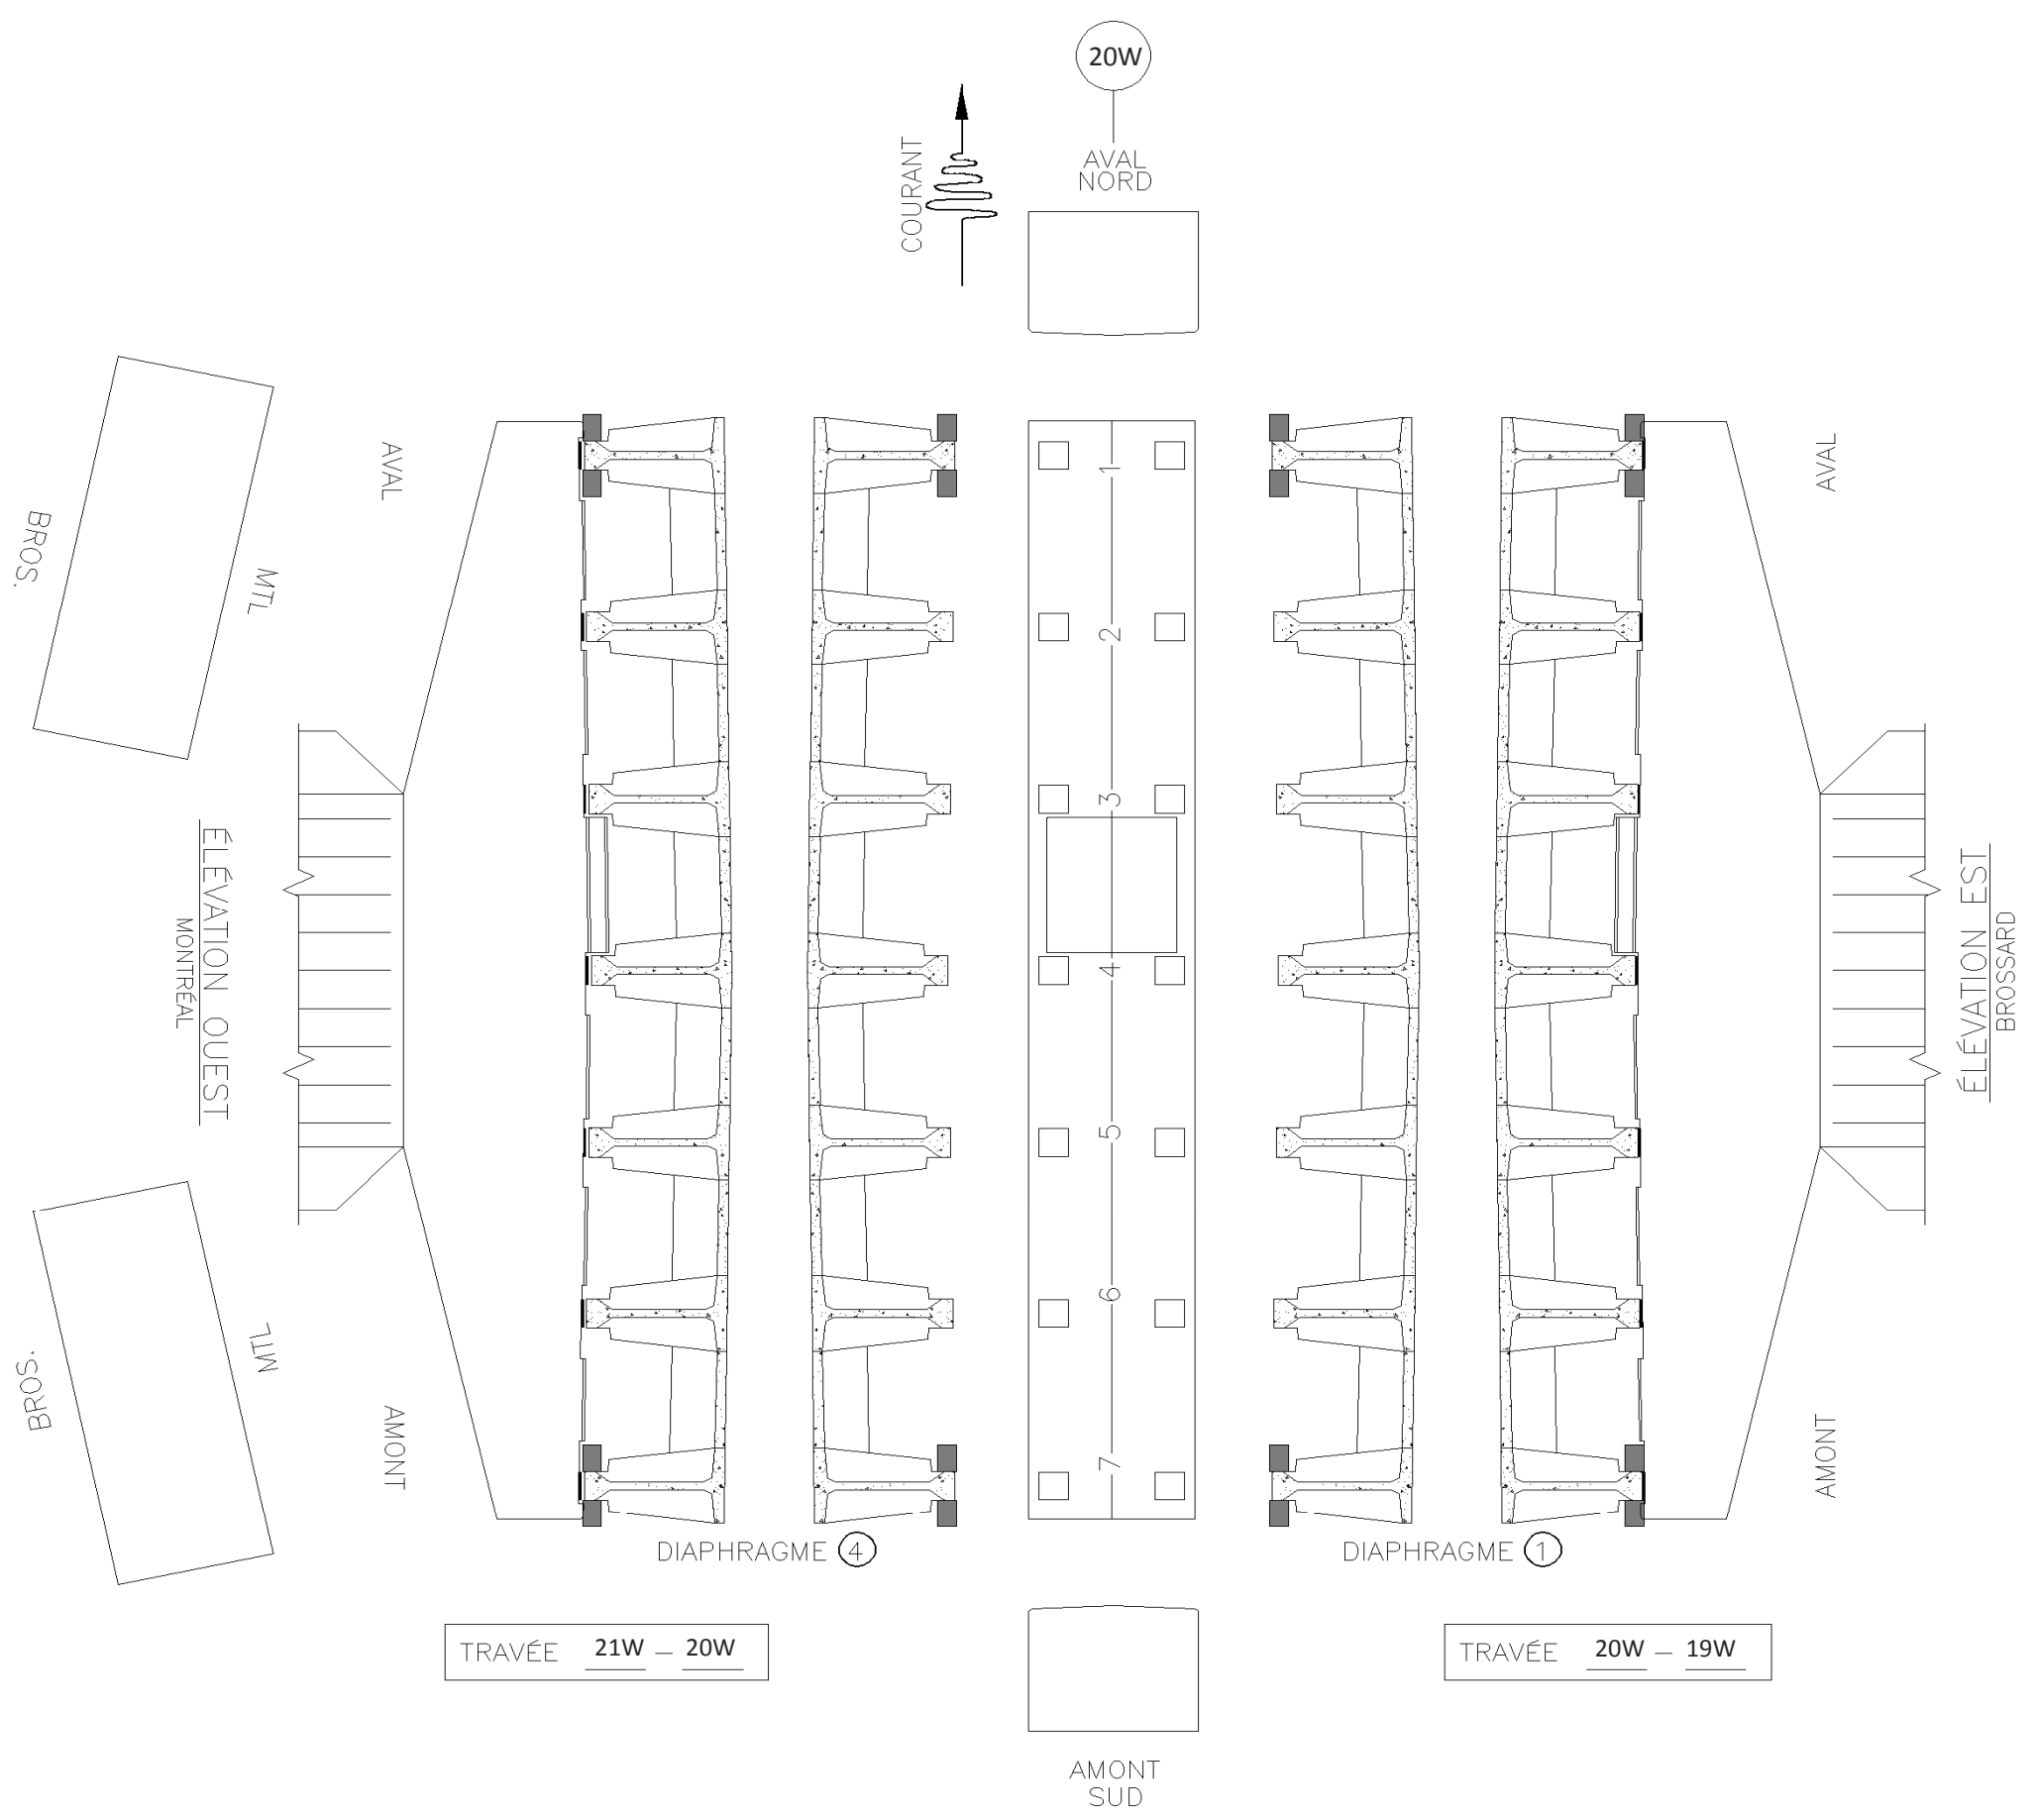 20W
COURANT
AVAL
NORD
AVAL
AVAL
BROS.
MTL
1
2
3
4
5
6
7
ÉLÉVATION OUEST
MONTRÉAL
ÉLÉVATION EST
BROSSARD
BROS.
MTL
AMONT
AMONT
DIAPHRAGME 4
DIAPHRAGME 1
TRAVÉE 21W — 20W
TRAVÉE 20W — 19W
AMONT
SUD